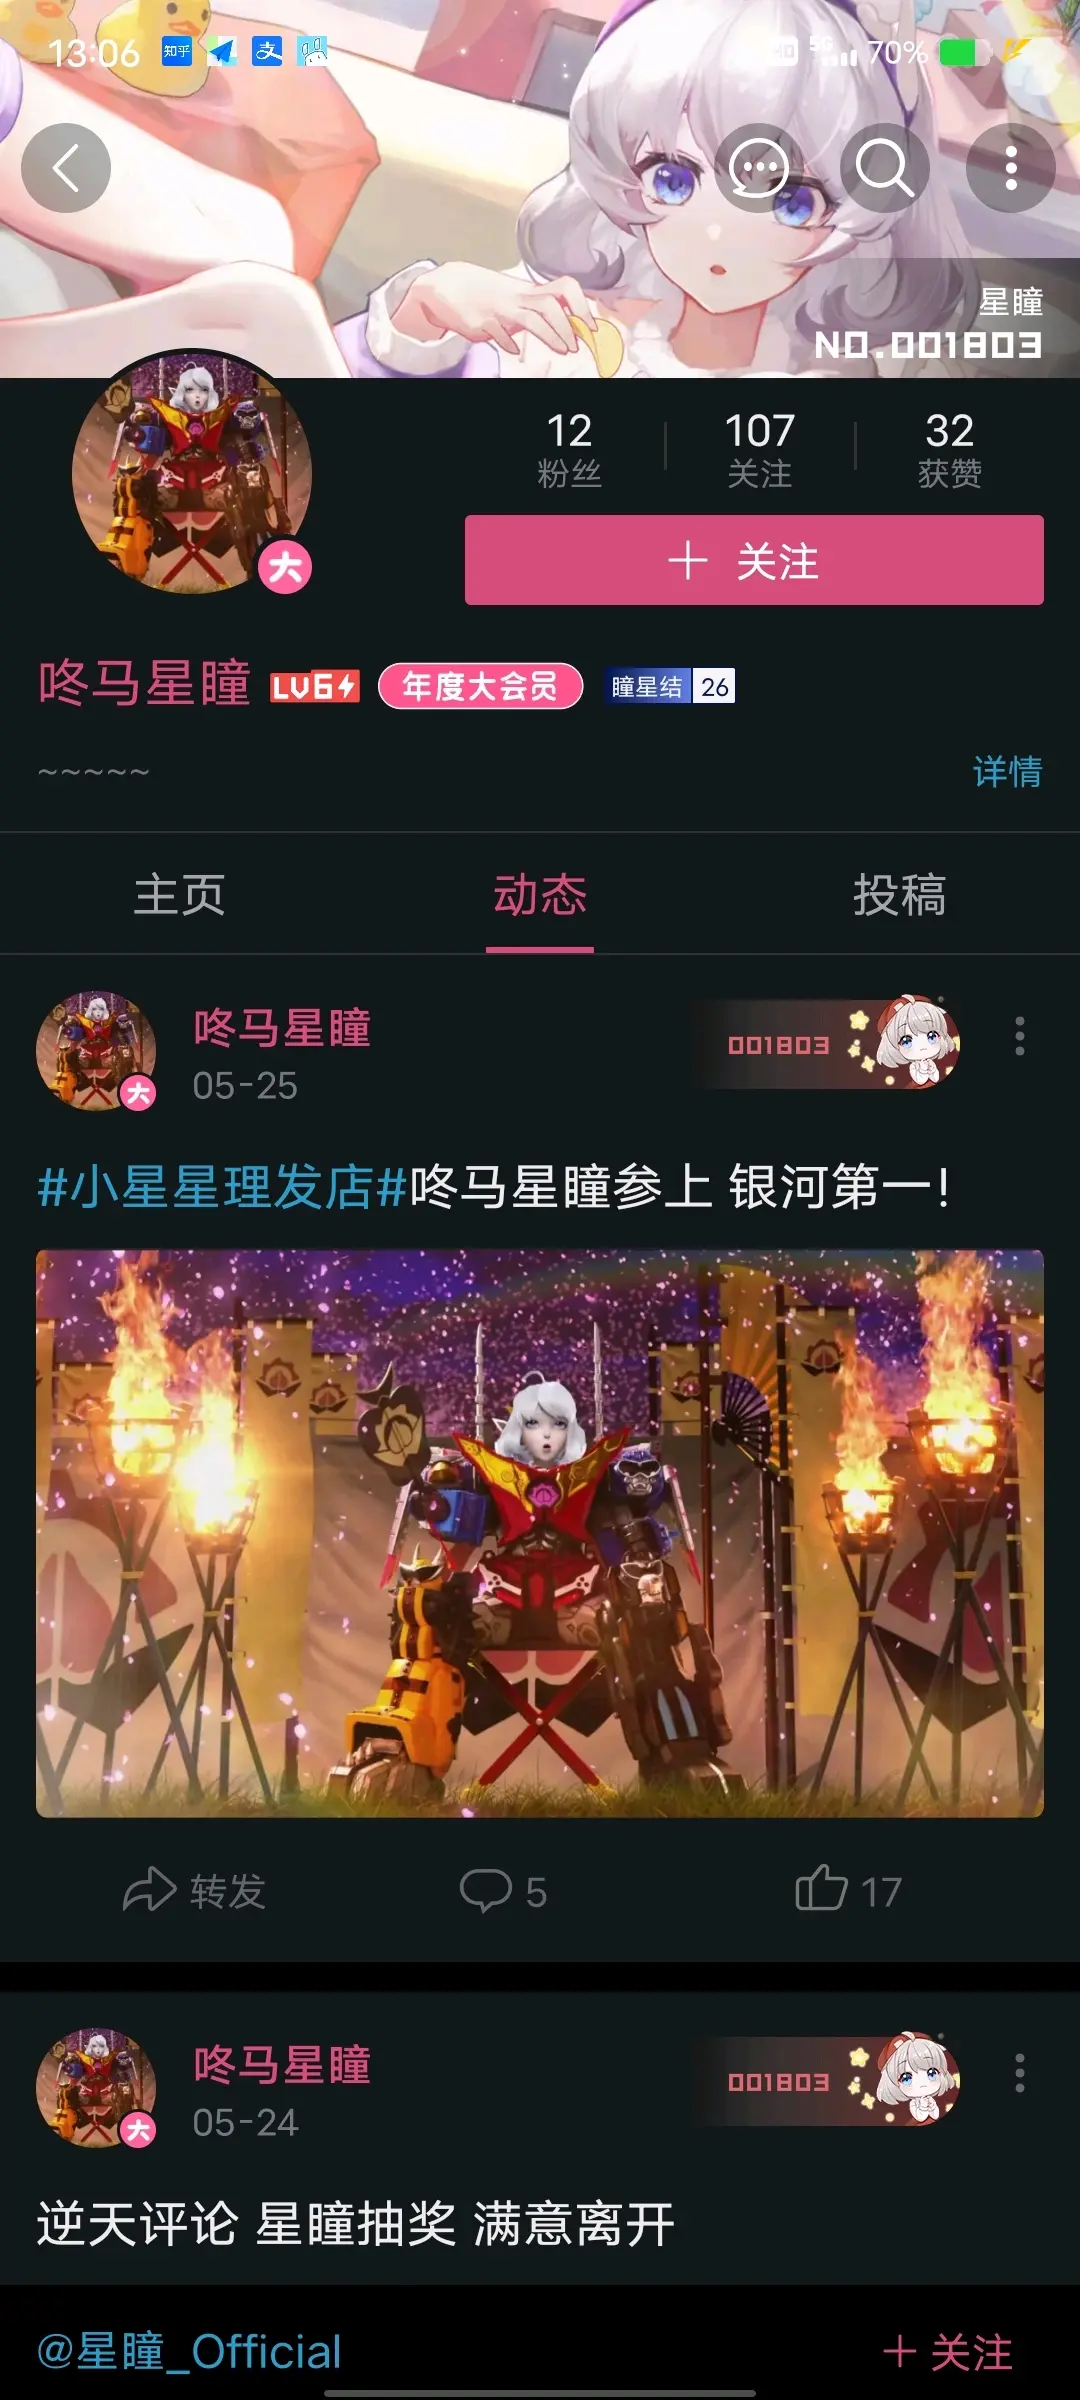 13:06 知乎 支 5G 70%
星瞳
NO.001803
12 107 32
粉丝 关注 获赞
+ 关注
大
咚马星瞳 LV6 年度大会员 瞳星结 26
~~~~~ 详情
主页 动态 投稿
咚马星瞳 001803
05-25
大
#小星星理发店#咚马星瞳参上 银河第一!
转发 5 17
咚马星瞳 001803
05-24
大
逆天评论 星瞳抽奖 满意离开
@星瞳_Official + 关注